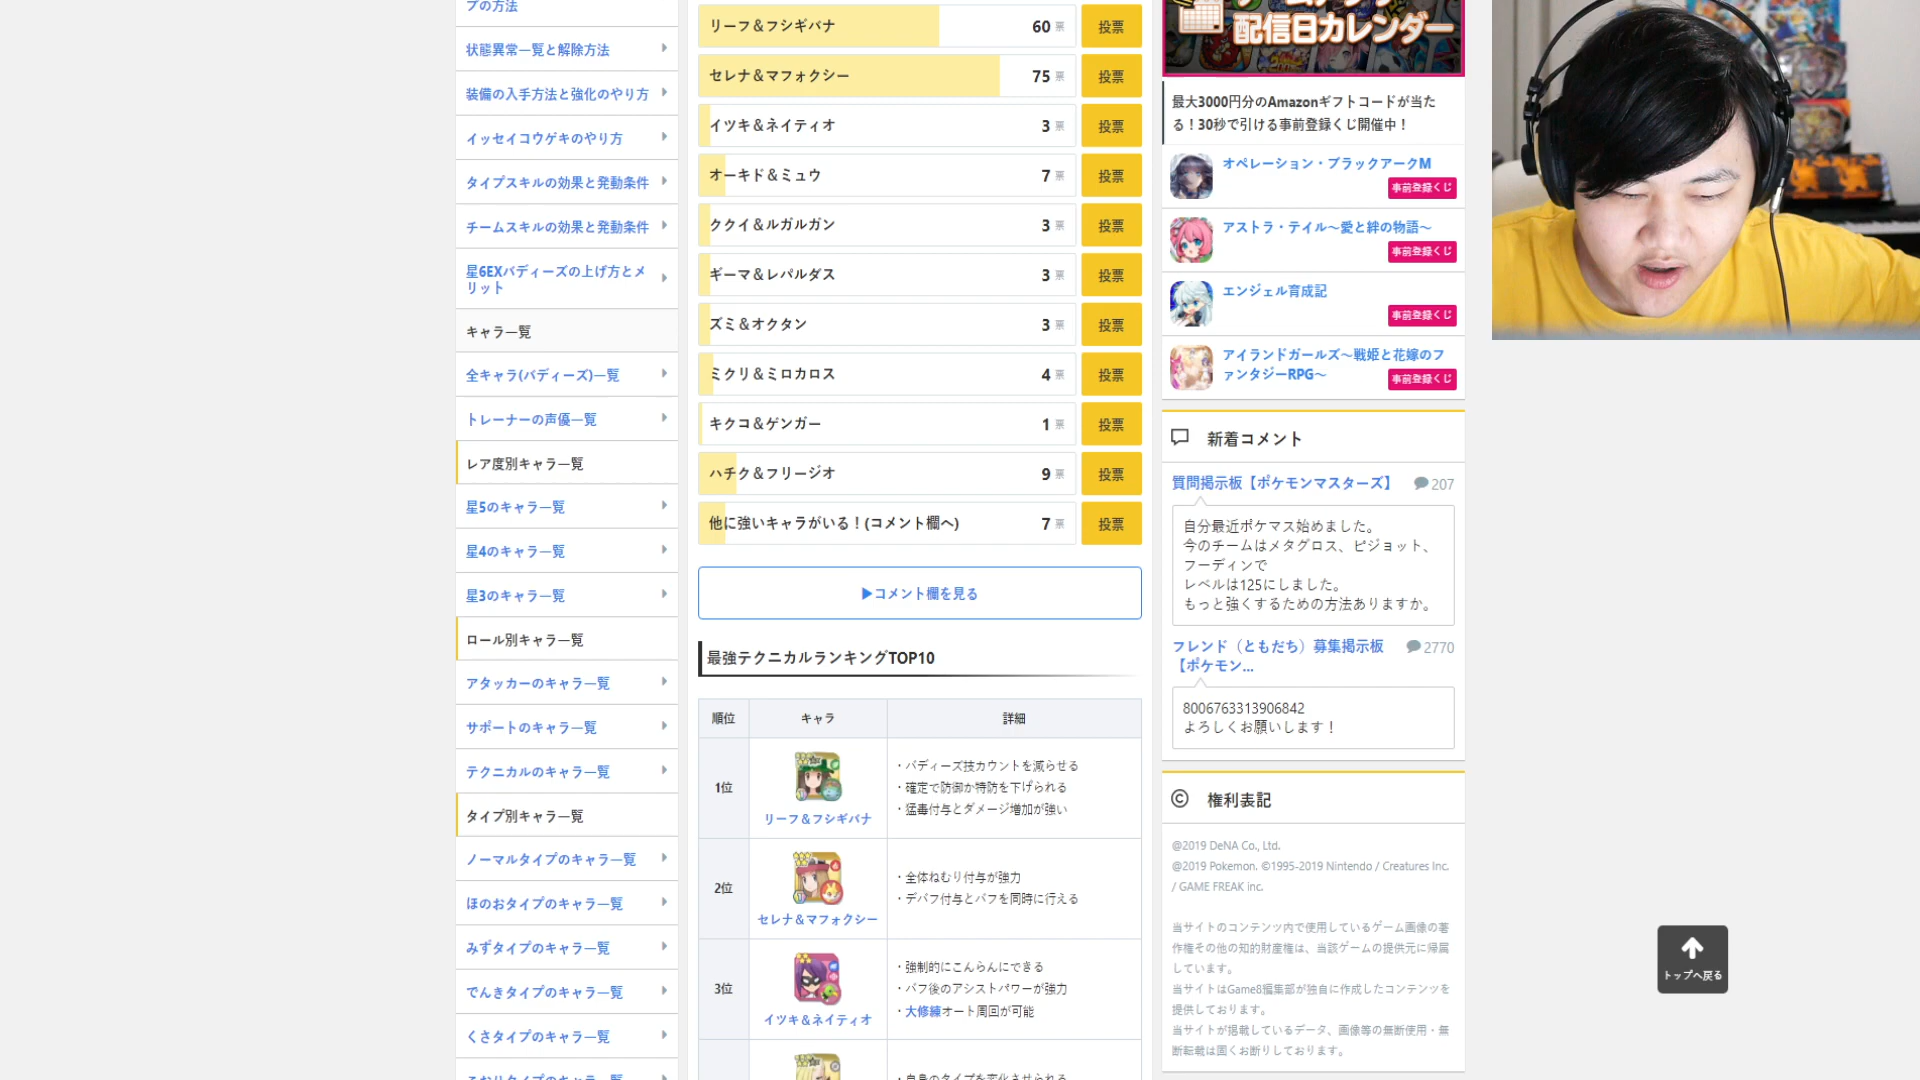 プの方法
状態異常一覧と解除方法
装備の入手方法と強化のやり方
イッセイコウゲキのやり方
タイプスキルの効果と発動条件
チームスキルの効果と発動条件
星6EXバディーズの上げ方とメ
リット
キャラ一覧
全キャラ(バディーズ)一覧
トレーナーの声優一覧
レア度別キャラ一覧
星5のキャラ一覧
星4のキャラ一覧
星3のキャラ一覧
ロール別キャラ一覧
アタッカーのキャラ一覧
サポートのキャラ一覧
テクニカルのキャラ一覧
タイプ別キャラ一覧
ノーマルタイプのキャラ一覧
ほのおタイプのキャラ一覧
みずタイプのキャラ一覧
でんきタイプのキャラ一覧
くさタイプのキャラ一覧
リーフ＆フシギバナ 60 票 投票
セレナ＆マフォクシー 75 票 投票
イツキ＆ネイティオ 3 票 投票
オーキド＆ミュウ 7 票 投票
ククイ＆ルガルガン 3 票 投票
ギーマ＆レパルダス 3 票 投票
ズミ＆オクタン 3 票 投票
ミクリ＆ミロカロス 4 票 投票
キクコ＆ゲンガー 1 票 投票
ハチク＆フリージオ 9 票 投票
他に強いキャラがいる！(コメント欄へ) 7 票 投票
▶コメント欄を見る
最強テクニカルランキングTOP10
順位 キャラ 詳細
1位
リーフ＆フシギバナ
・バディーズ技カウントを減らせる
・確定で防御か特防を下げられる
・猛毒付与とダメージ増加が強い
2位
セレナ＆マフォクシー
・全体ねむり付与が強力
・デバフ付与とバフを同時に行える
3位
イツキ＆ネイティオ
・強制的にこんらんにできる
・バフ後のアシストパワーが強力
・大修練オート周回が可能
・自身のタイプを変化させられる
配信日カレンダー
最大3000円分のAmazonギフトコードが当た
る！30秒で引ける事前登録くじ開催中！
オペレーション・ブラックアークM
事前登録くじ
アストラ・テイル～愛と絆の物語～
事前登録くじ
エンジェル育成記
事前登録くじ
アイランドガールズ～戦姫と花嫁のフ
ァンタジーRPG～
事前登録くじ
新着コメント
質問掲示板【ポケモンマスターズ】 207
自分最近ポケマス始めました。
今のチームはメタグロス、ピジョット、
フーディンで
レベルは125にしました。
もっと強くするための方法ありますか。
フレンド（ともだち）募集掲示板 2770
【ポケモン...
8006763313906842
よろしくお願いします！
権利表記
@2019 DeNA Co., Ltd.
@2019 Pokemon. ©1995-2019 Nintendo / Creatures Inc.
/ GAME FREAK inc.
当サイトのコンテンツ内で使用しているゲーム画像の著
作権その他の知的財産権は、当該ゲームの提供元に帰属
しています。
当サイトはGame8編集部が独自に作成したコンテンツを
提供しております。
当サイトが掲載しているデータ、画像等の無断使用・無
断転載は固くお断りしております。
トップへ戻る